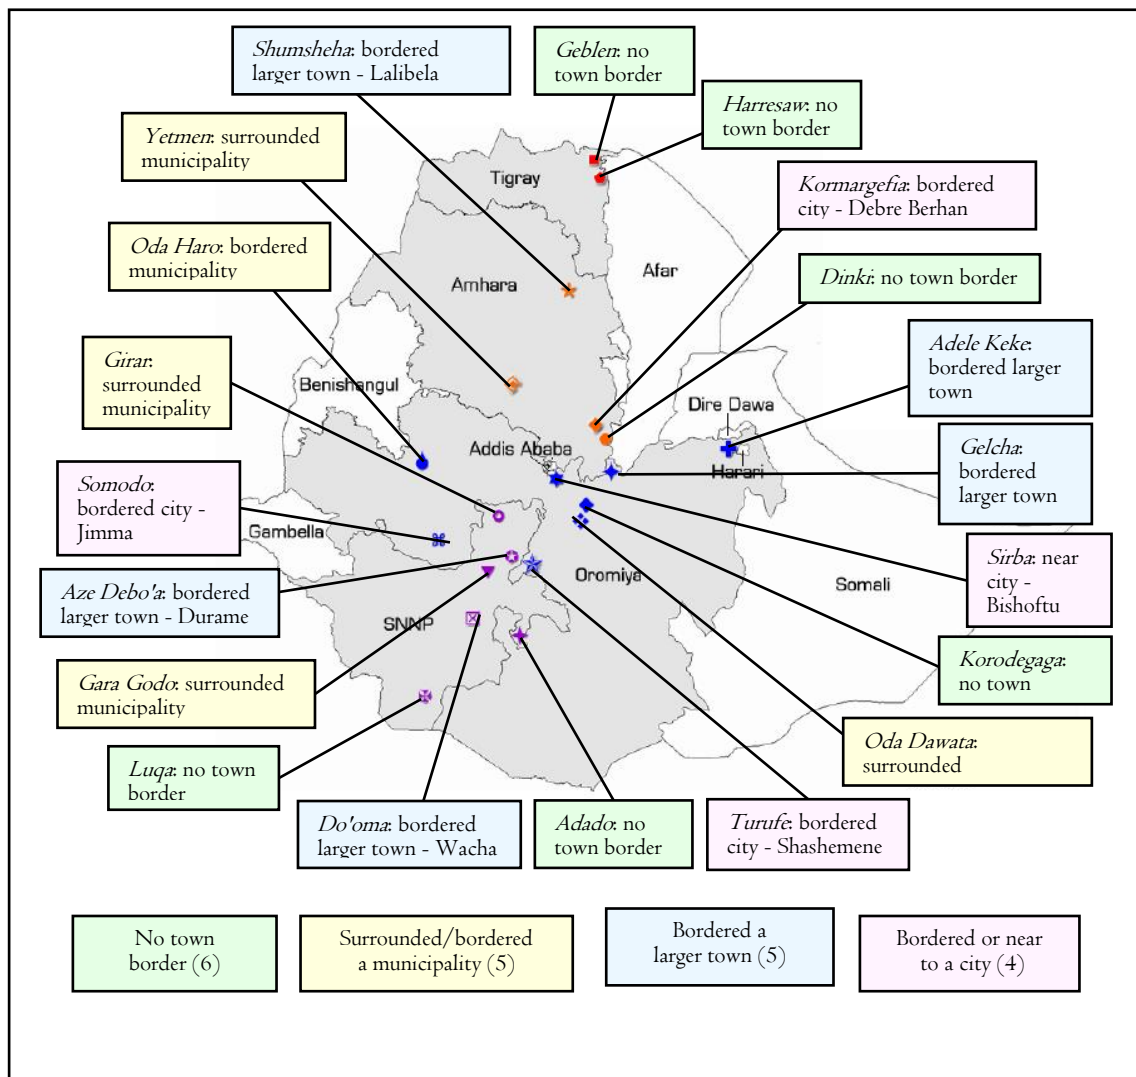 Shumsheha: bordered
larger town - Lalibela
Geblen: no
town border
Harresaw: no
town border
Yetmen: surrounded
municipality
Kormargefia: bordered
city - Debre Berhan
Tigray
Oda Haro: bordered
municipality
Amhara
Afar
Dinki: no town border
Adele Keke:
bordered larger
town
Girar:
surrounded
municipality
Benishangul
Dire Dawa
Addis Ababa
Harari
Gelcha:
bordered
larger town
Somodo:
bordered city -
Jimma
Gambella
Sirba: near
city -
Bishoftu
Aze Debo'a: bordered
larger town - Durame
Oromiya
Somali
SNNP
Korodegaga:
no town
Gara Godo: surrounded
municipality
Oda Dawata:
surrounded
Luqa: no town
border
Do'oma: bordered
larger town - Wacha
Adado: no
town border
Turufe: bordered
city - Shashemene
No town
border (6)
Surrounded/bordered
a municipality (5)
Bordered a
larger town (5)
Bordered or near
to a city (4)